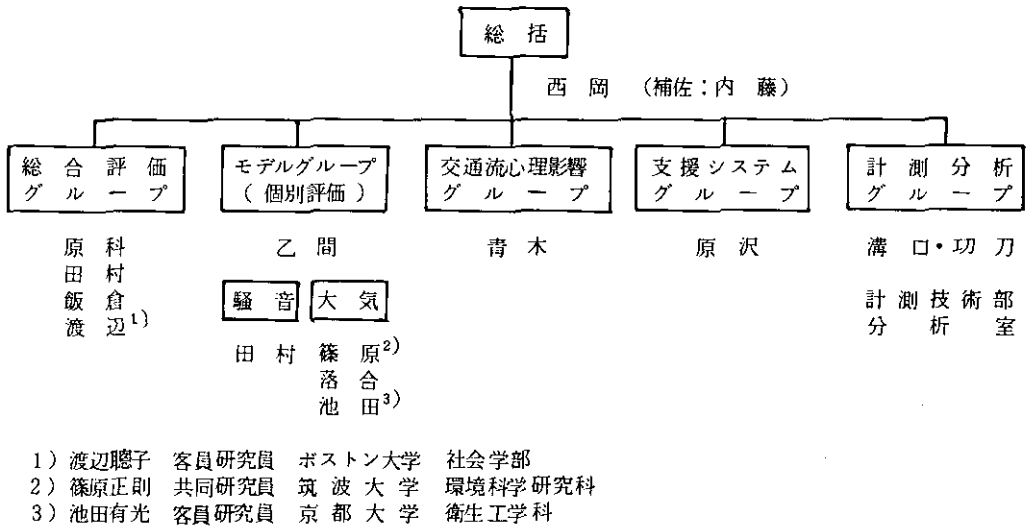 総括
西岡 (補佐:内藤)
総合評価 モデルグループ 交通流心理影響 支援システム 計測分析
グループ (個別評価) グループ グループ グループ
原科 乙間 青木 原沢 溝口・功刀
田村
飯倉 騒音 大気 計測技術部
渡辺1) 分析室
田村 篠原2)
落合
池田3)
1) 渡辺聰子 客員研究員 ボストン大学 社会学部
2) 篠原正則 共同研究員 筑波大学 環境科学研究科
3) 池田有光 客員研究員 京都大学 衛生工学科